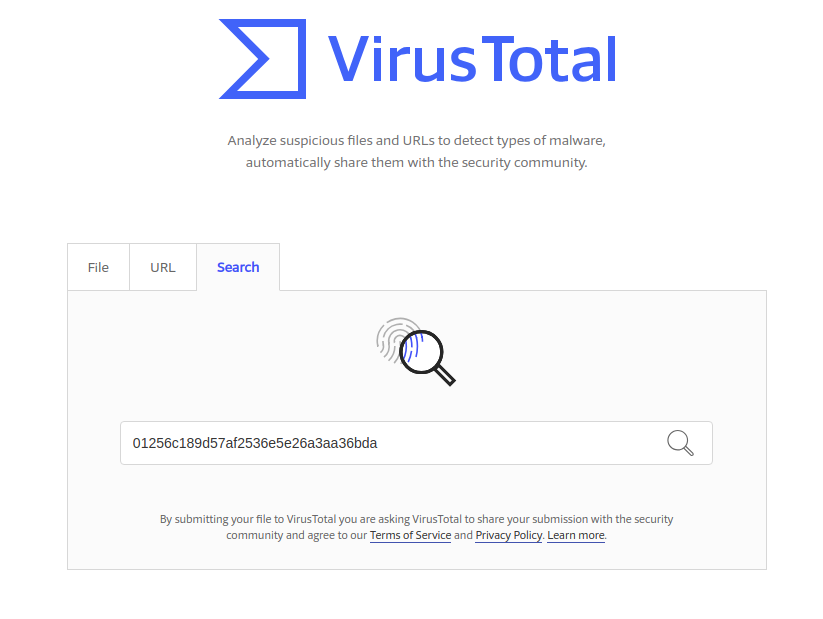 VirusTotal
Analyze suspicious files and URLs to detect types of malware,
automatically share them with the security community.
File
URL
Search
01256c189d57af2536e5e26a3aa36bda
By submitting your file to VirusTotal you are asking VirusTotal to share your submission with the security
community and agree to our Terms of Service and Privacy Policy. Learn more.